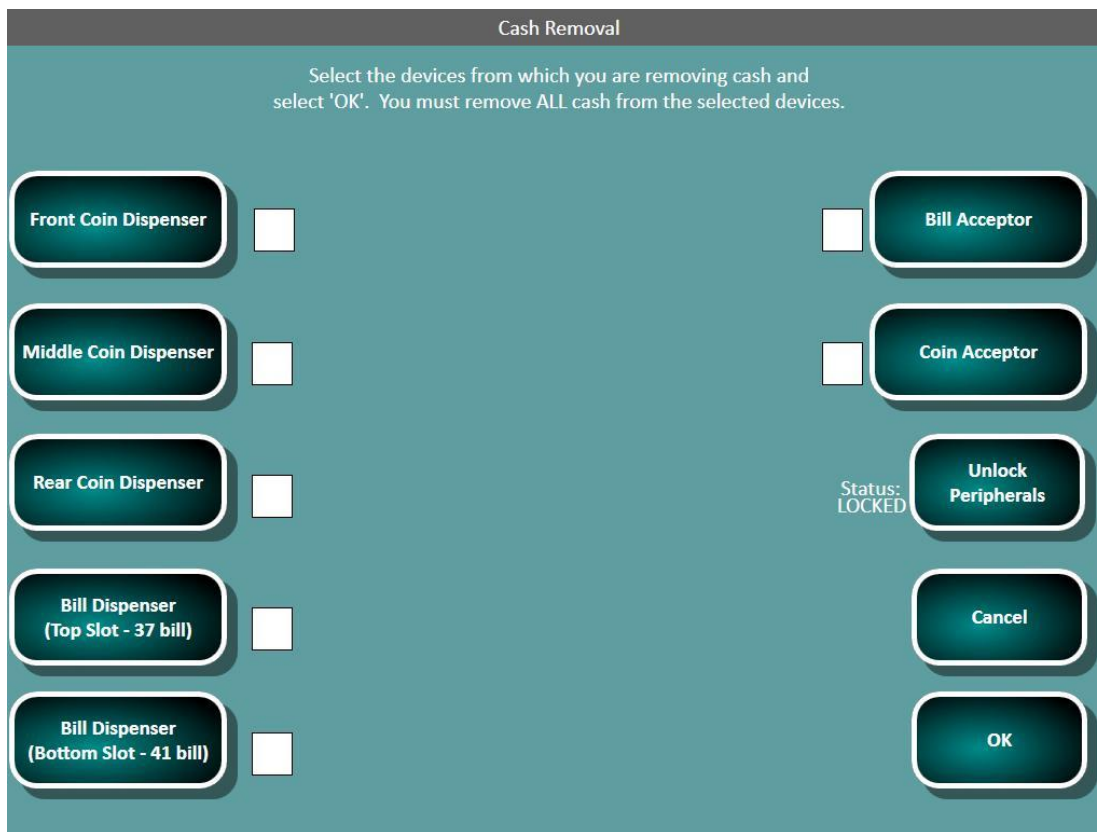 Cash Removal
Select the devices from which you are removing cash and
select 'OK'.  You must remove ALL cash from the selected devices.
Front Coin Dispenser
Bill Acceptor
Middle Coin Dispenser
Coin Acceptor
Rear Coin Dispenser
Status:
LOCKED
Unlock
Peripherals
Bill Dispenser
(Top Slot - 37 bill)
Cancel
Bill Dispenser
(Bottom Slot - 41 bill)
OK